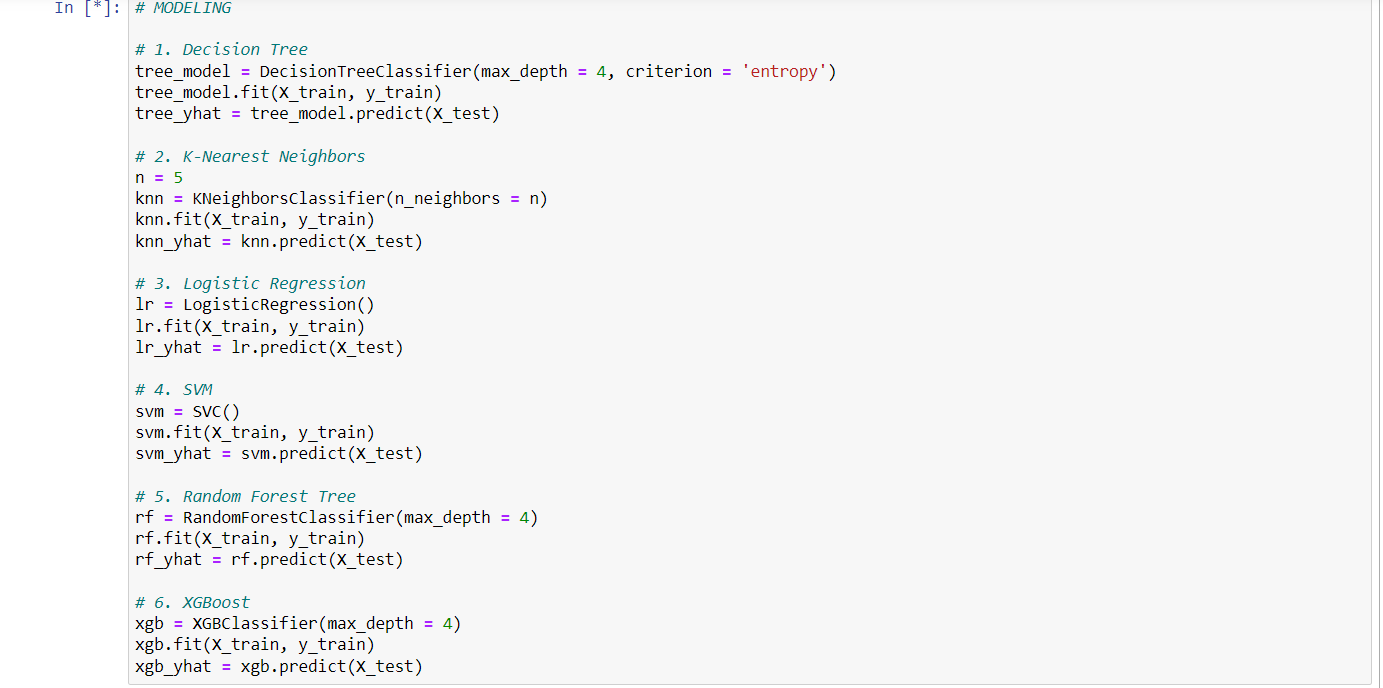 In [*]: # MODELING
# 1. Decision Tree
tree_model = DecisionTreeClassifier(max_depth = 4, criterion = 'entropy')
tree_model.fit(X_train, y_train)
tree_yhat = tree_model.predict(X_test)
# 2. K-Nearest Neighbors
n = 5
knn = KNeighborsClassifier(n_neighbors = n)
knn.fit(X_train, y_train)
knn_yhat = knn.predict(X_test)
# 3. Logistic Regression
lr = LogisticRegression()
lr.fit(X_train, y_train)
lr_yhat = lr.predict(X_test)
# 4. SVM
svm = SVC()
svm.fit(X_train, y_train)
svm_yhat = svm.predict(X_test)
# 5. Random Forest Tree
rf = RandomForestClassifier(max_depth = 4)
rf.fit(X_train, y_train)
rf_yhat = rf.predict(X_test)
# 6. XGBoost
xgb = XGBClassifier(max_depth = 4)
xgb.fit(X_train, y_train)
xgb_yhat = xgb.predict(X_test)